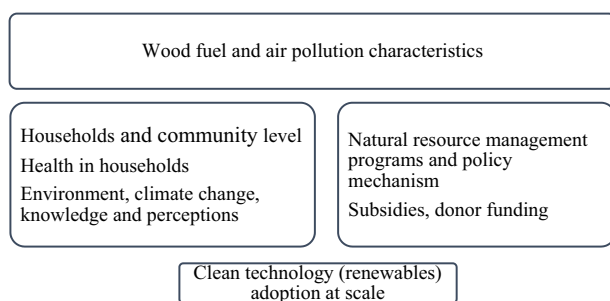 Wood fuel and air pollution characteristics
Households and community level
Health in households
Environment, climate change,
knowledge and perceptions
Natural resource management
programs and policy
mechanism
Subsidies, donor funding
Clean technology (renewables)
adoption at scale